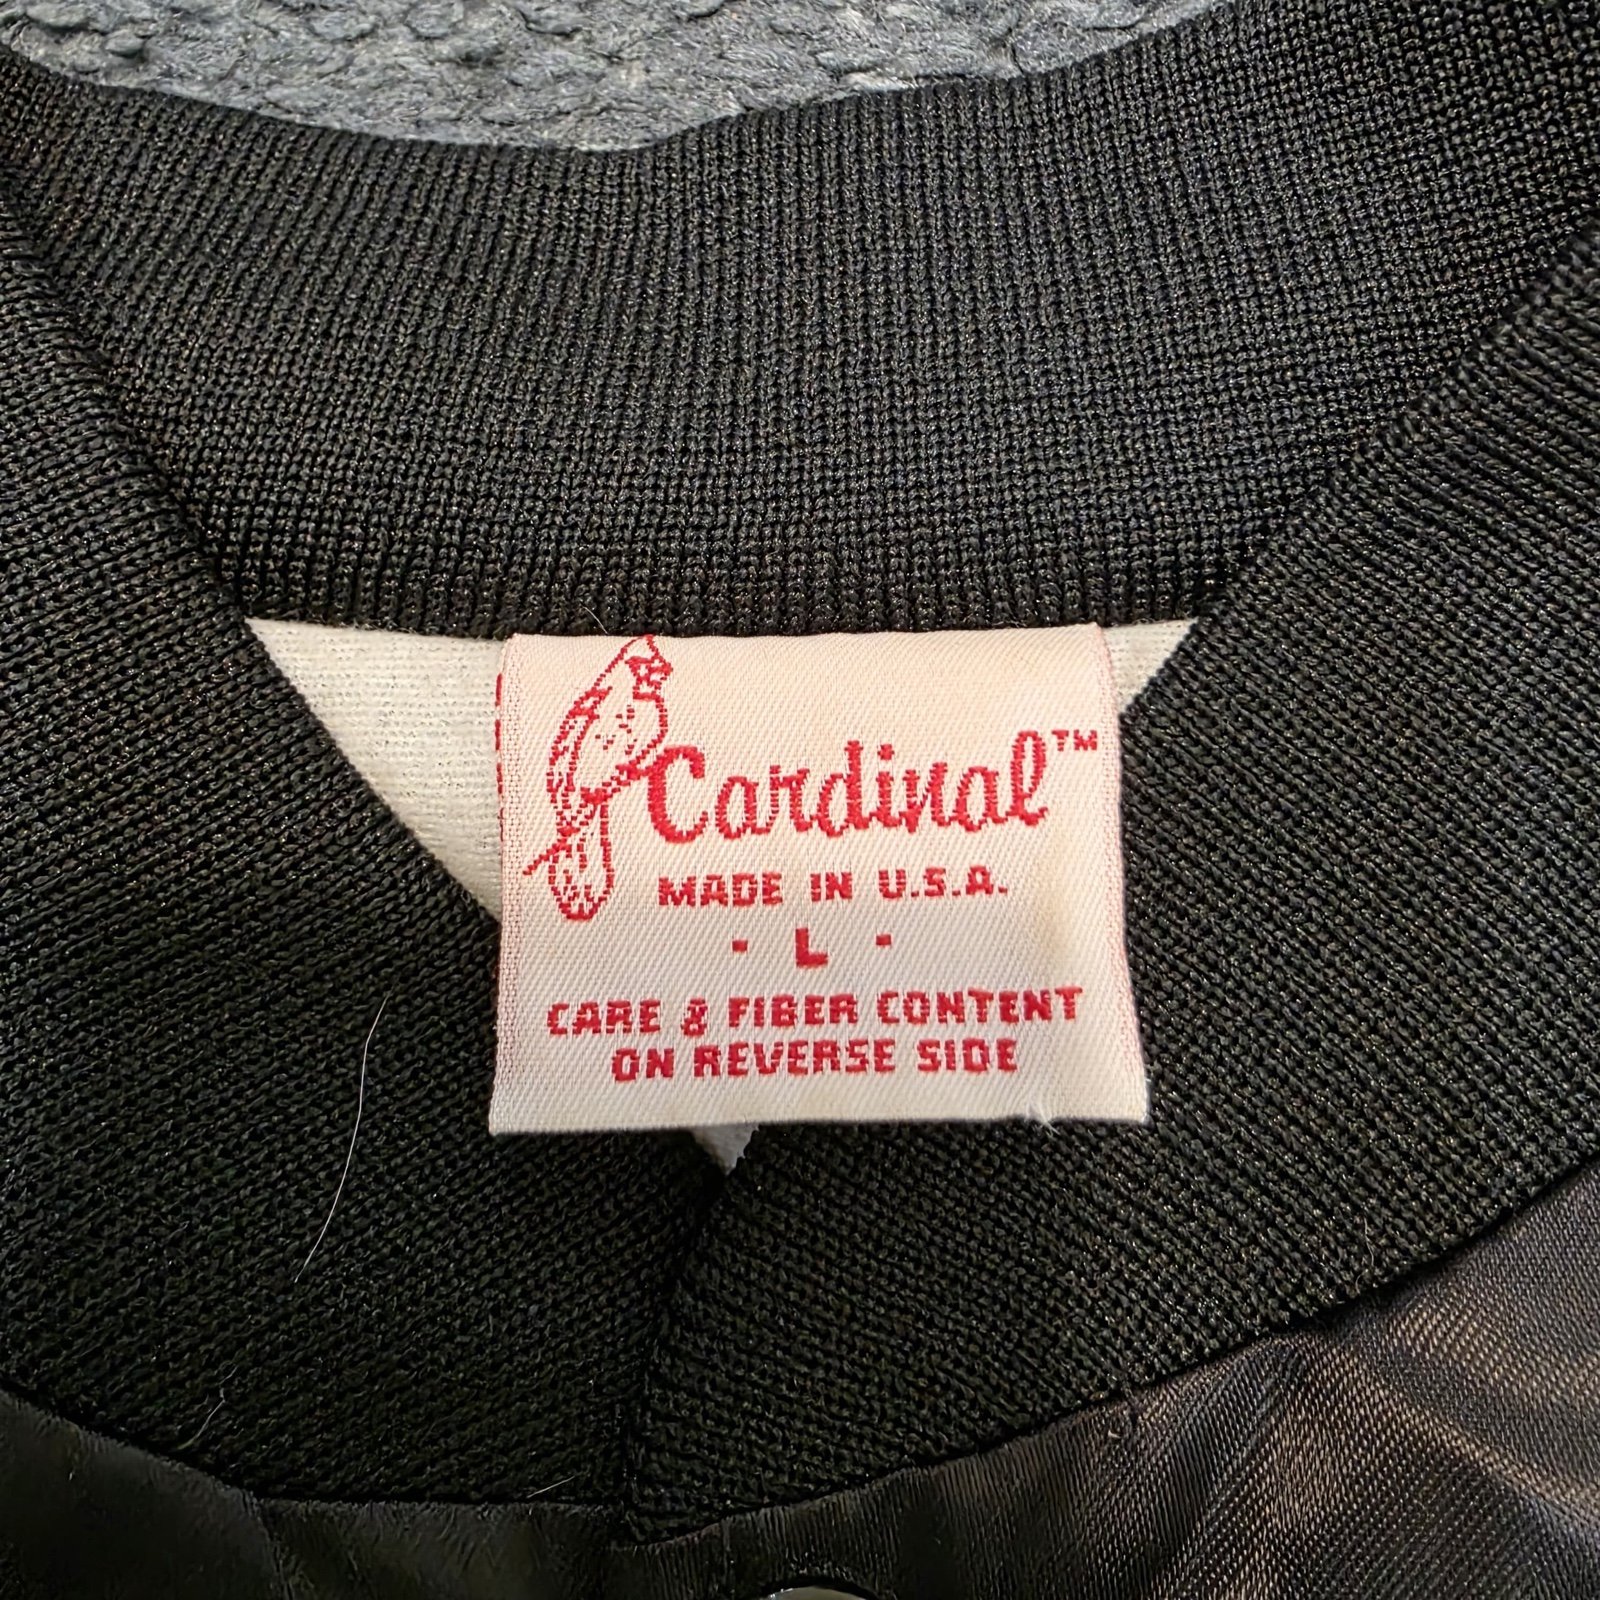 Cardinal™
MADE IN U.S.A.
- L -
CARE & FIBER CONTENT
ON REVERSE SIDE